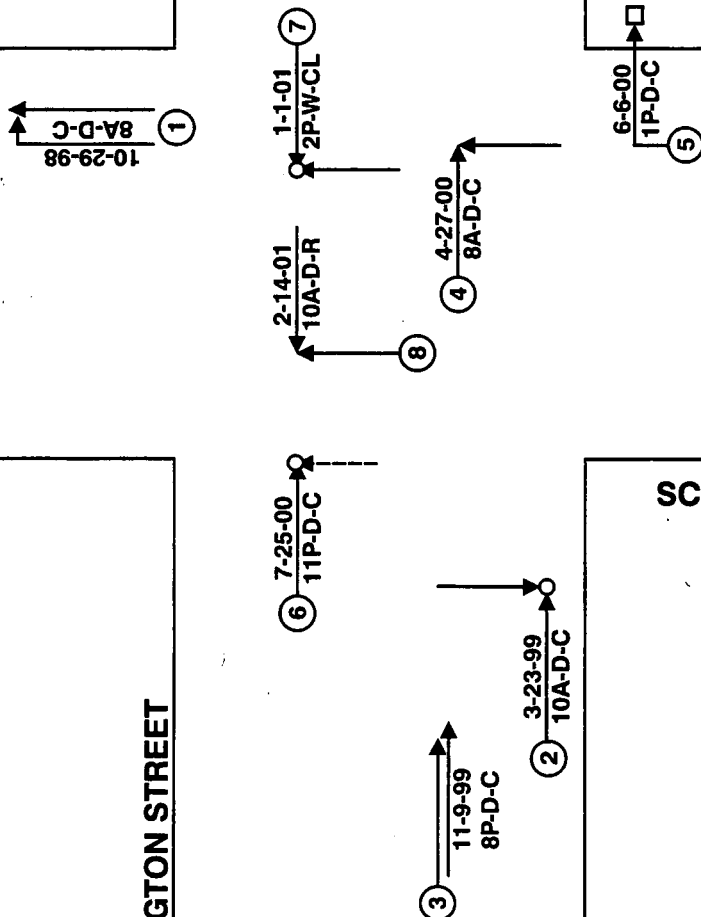 7
1-1-01
2P-W-CL
6-6-00
1P-D-C
5
10-29-98
8A-D-C
1
2-14-01
10A-D-R
4-27-00
8A-D-C
4
8
7-25-00
11P-D-C
6
SC
3-23-99
10A-D-C
2
GTON STREET
11-9-99
8P-D-C
3